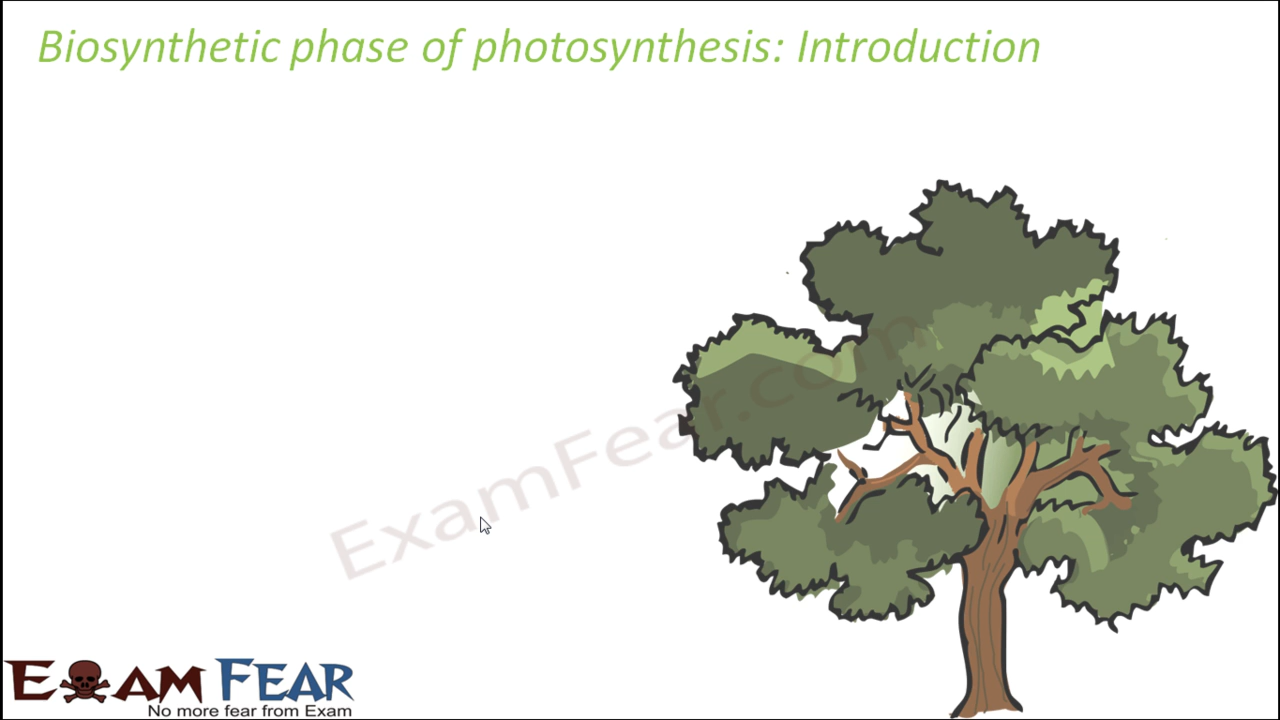 Biosynthetic phase of photosynthesis: Introduction
ExamFear.com
EXAM FEAR
No more fear from Exam